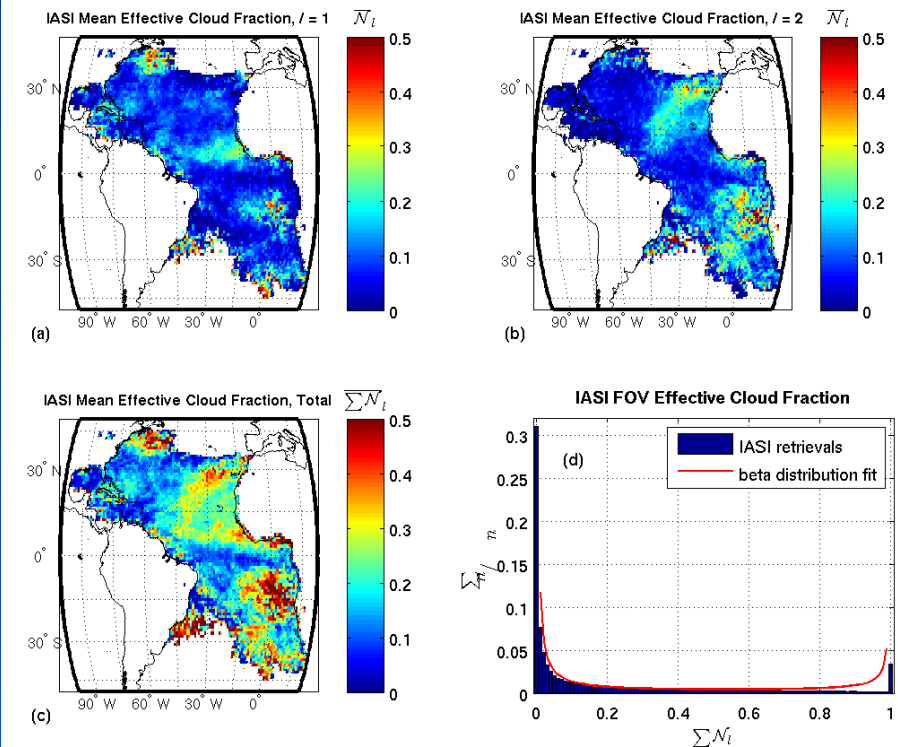 IASI Mean Effective Cloud Fraction, l = 1
N̅_l
0.5
0.4
0.3
0.2
0.1
0
30° N
0°
30° S
90° W
60° W
30° W
0°
(a)
IASI Mean Effective Cloud Fraction, l = 2
N̅_l
0.5
0.4
0.3
0.2
0.1
0
30° N
0°
30° S
90° W
60° W
30° W
0°
(b)
IASI Mean Effective Cloud Fraction, Total
∑N_l
0.5
0.4
0.3
0.2
0.1
0
30° N
0°
30° S
90° W
60° W
30° W
0°
(c)
IASI FOV Effective Cloud Fraction
(d)
IASI retrievals
beta distribution fit
0.3
0.25
0.2
0.15
0.1
0.05
0
0
0.2
0.4
0.6
0.8
1
∑ N_l